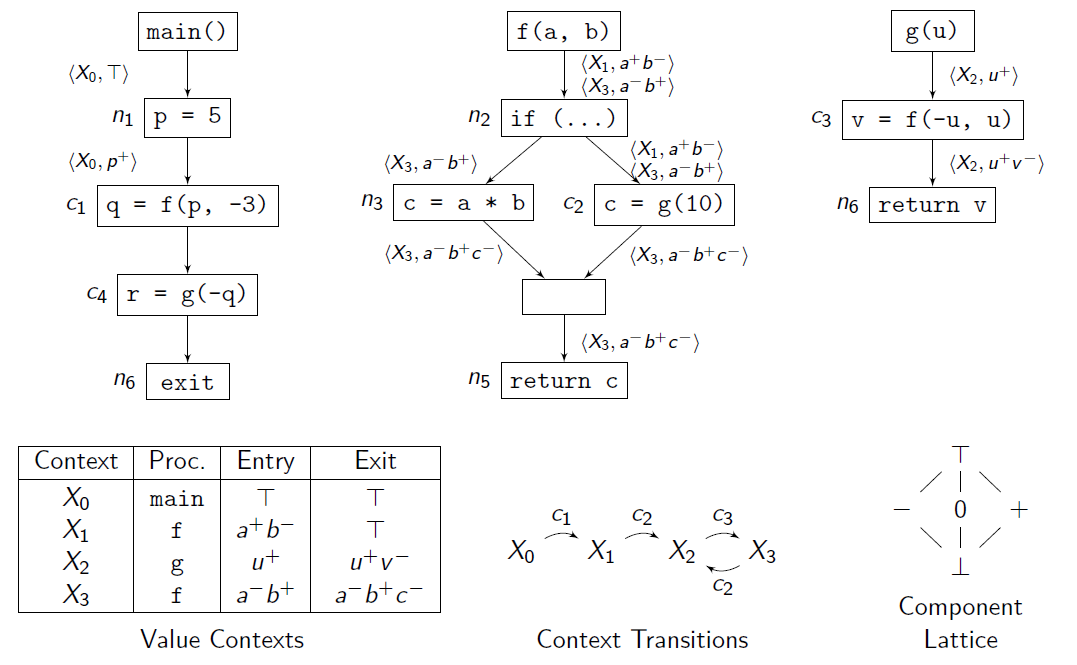 main()
⟨X₀, ⊤⟩
n₁ p = 5
⟨X₀, p⁺⟩
c₁ q = f(p, -3)
c₄ r = g(-q)
n₆ exit
f(a, b)
⟨X₁, a⁺b⁻⟩
⟨X₃, a⁻b⁺⟩
n₂ if (...)
⟨X₃, a⁻b⁺⟩
⟨X₁, a⁺b⁻⟩
⟨X₃, a⁻b⁺⟩
n₃ c = a * b
c₂ c = g(10)
⟨X₃, a⁻b⁺c⁻⟩
⟨X₃, a⁻b⁺c⁻⟩
⟨X₃, a⁻b⁺c⁻⟩
n₅ return c
g(u)
⟨X₂, u⁺⟩
c₃ v = f(-u, u)
⟨X₂, u⁺v⁻⟩
n₆ return v
Context Proc. Entry Exit
X₀ main ⊤ ⊤
X₁ f a⁺b⁻ ⊤
X₂ g u⁺ u⁺v⁻
X₃ f a⁻b⁺ a⁻b⁺c⁻
Value Contexts
c₁ c₂ c₃
X₀ X₁ X₂ X₃
c₂
Context Transitions
⊤
− 0 +
⊥
Component
Lattice